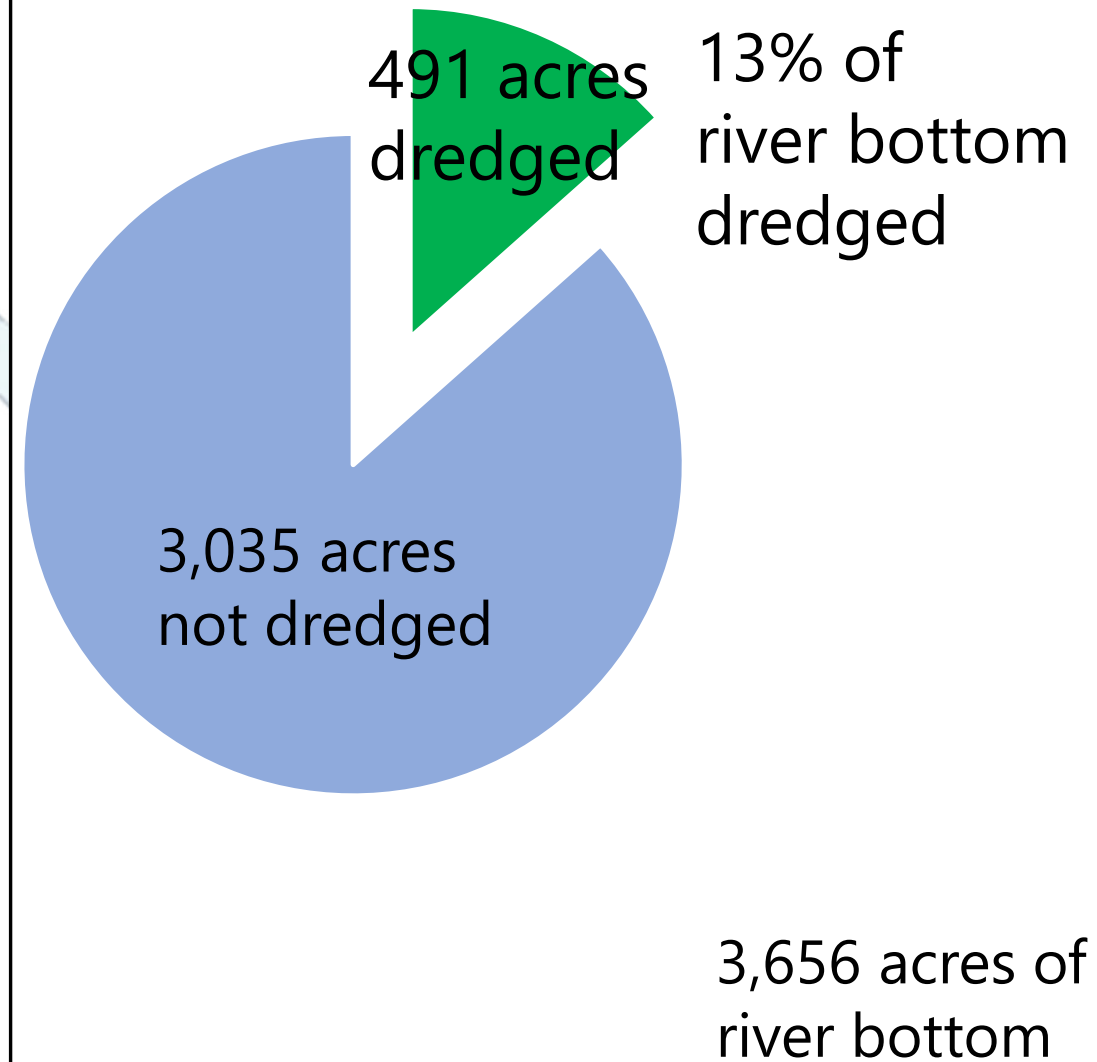 491 acres
dredged
13% of
river bottom
dredged
3,035 acres
not dredged
3,656 acres of
river bottom